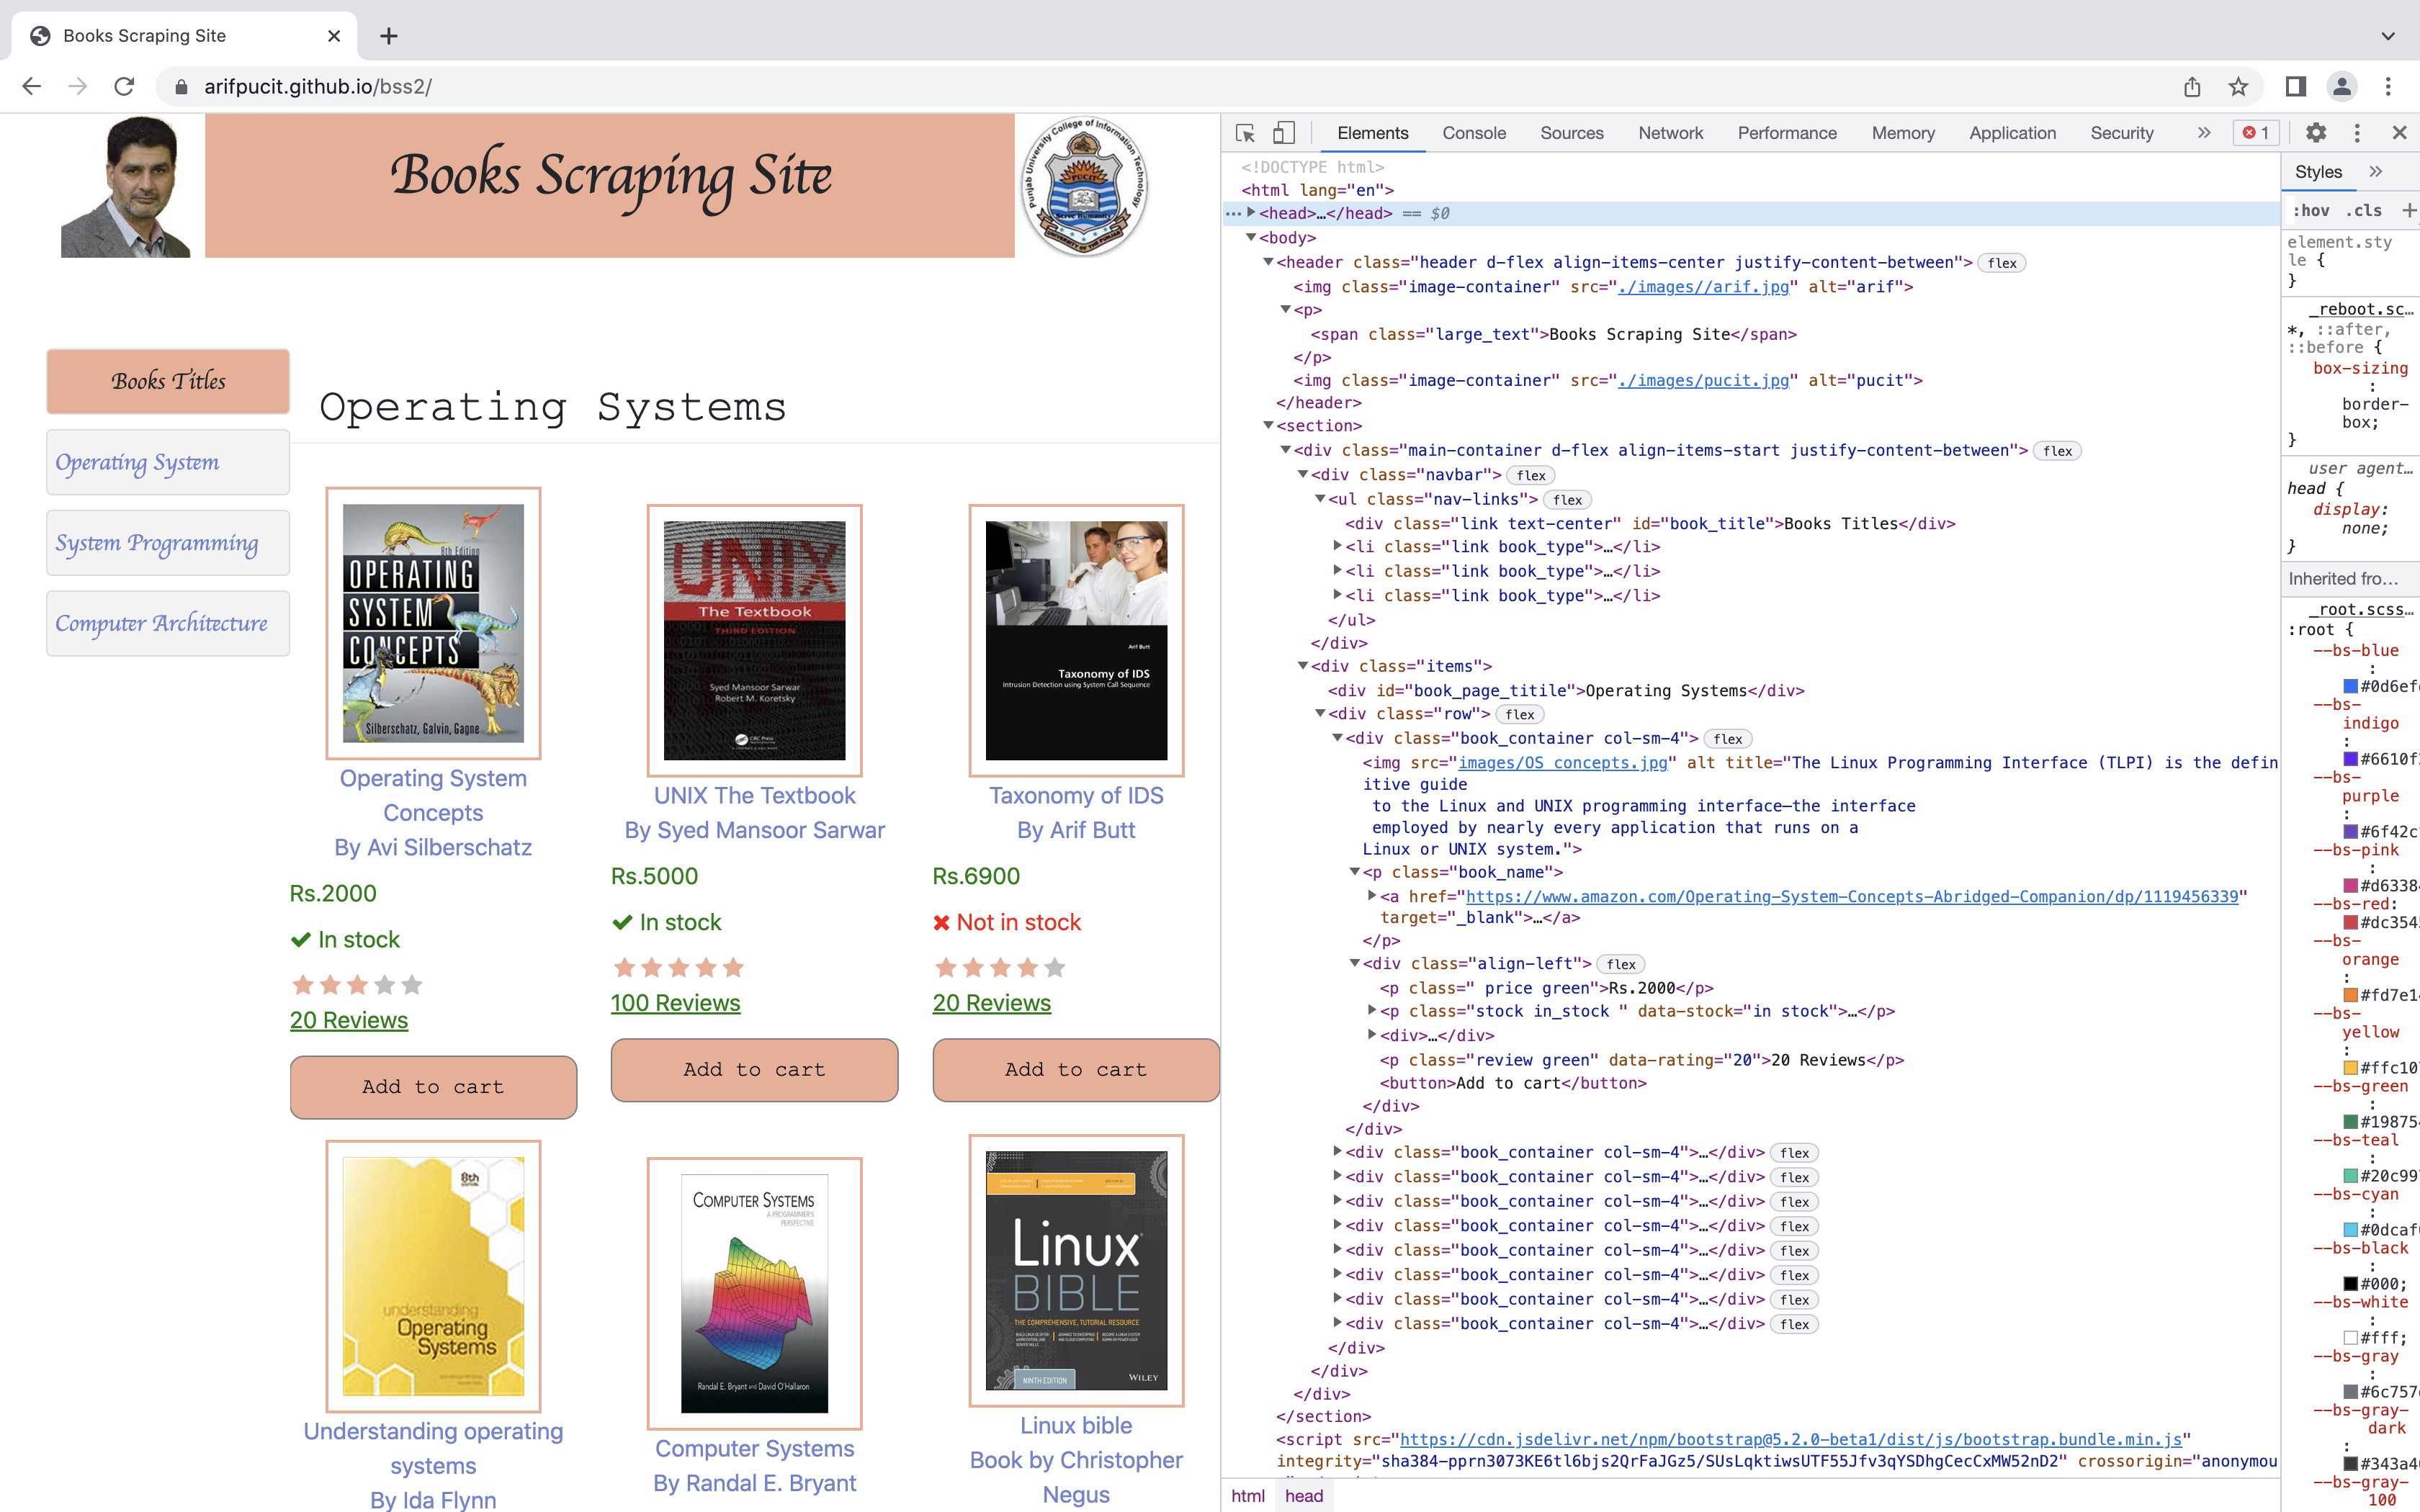 Books Scraping Site
arifpucit.github.io/bss2/
Books Scraping Site
Punjab University College of Information Technology
PUCIT
Serve Humanity
UNIVERSITY OF THE PUNJAB
Books Titles
Operating System
System Programming
Computer Architecture
Operating Systems
8th Edition
OPERATING
SYSTEM
CONCEPTS
Silberschatz, Galvin, Gagne
Operating System
Concepts
By Avi Silberschatz
Rs.2000
In stock
20 Reviews
Add to cart
UNIX
The Textbook
THIRD EDITION
Syed Mansoor Sarwar
Robert M. Koretsky
CRC Press
UNIX The Textbook
By Syed Mansoor Sarwar
Rs.5000
In stock
100 Reviews
Add to cart
Arif Butt
Taxonomy of IDS
Intrusion Detection using System Call Sequence
Taxonomy of IDS
By Arif Butt
Rs.6900
Not in stock
20 Reviews
Add to cart
8th
understanding
Operating
Systems
Understanding operating
systems
By Ida Flynn
COMPUTER SYSTEMS
A PROGRAMMER'S
PERSPECTIVE
Randal E. Bryant and David O'Hallaron
Computer Systems
By Randal E. Bryant
Linux
BIBLE
THE COMPREHENSIVE, TUTORIAL RESOURCE
NINTH EDITION
WILEY
Linux bible
Book by Christopher
Negus
Elements Console Sources Network Performance Memory Application Security » 1
<!DOCTYPE html>
<html lang="en">
<head>…</head> == $0
<body>
<header class="header d-flex align-items-center justify-content-between"> flex
<img class="image-container" src="./images//arif.jpg" alt="arif">
<p>
<span class="large_text">Books Scraping Site</span>
</p>
<img class="image-container" src="./images/pucit.jpg" alt="pucit">
</header>
<section>
<div class="main-container d-flex align-items-start justify-content-between"> flex
<div class="navbar"> flex
<ul class="nav-links"> flex
<div class="link text-center" id="book_title">Books Titles</div>
<li class="link book_type">…</li>
<li class="link book_type">…</li>
<li class="link book_type">…</li>
</ul>
</div>
<div class="items">
<div id="book_page_titile">Operating Systems</div>
<div class="row"> flex
<div class="book_container col-sm-4"> flex
<img src="images/OS concepts.jpg" alt title="The Linux Programming Interface (TLPI) is the defin
itive guide
to the Linux and UNIX programming interface—the interface
employed by nearly every application that runs on a
Linux or UNIX system.">
<p class="book_name">
<a href="https://www.amazon.com/Operating-System-Concepts-Abridged-Companion/dp/1119456339"
target="_blank">…</a>
</p>
<div class="align-left"> flex
<p class=" price green">Rs.2000</p>
<p class="stock in_stock " data-stock="in stock">…</p>
<div>…</div>
<p class="review green" data-rating="20">20 Reviews</p>
<button>Add to cart</button>
</div>
</div>
<div class="book_container col-sm-4">…</div> flex
<div class="book_container col-sm-4">…</div> flex
<div class="book_container col-sm-4">…</div> flex
<div class="book_container col-sm-4">…</div> flex
<div class="book_container col-sm-4">…</div> flex
<div class="book_container col-sm-4">…</div> flex
<div class="book_container col-sm-4">…</div> flex
<div class="book_container col-sm-4">…</div> flex
</div>
</div>
</div>
</section>
<script src="https://cdn.jsdelivr.net/npm/bootstrap@5.2.0-beta1/dist/js/bootstrap.bundle.min.js"
integrity="sha384-pprn3073KE6tl6bjs2QrFaJGz5/SUsLqktiwsUTF55Jfv3qYSDhgCecCxMW52nD2" crossorigin="anonymou
html head
Styles »
:hov .cls +
element.sty
le {
}
_reboot.sc…
*, ::after,
::before {
box-sizing
:
border-
box;
}
user agent…
head {
display:
none;
}
Inherited fro…
_root.scss…
:root {
--bs-blue
:
#0d6ef
--bs-
indigo
:
#6610f
--bs-
purple
:
#6f42c
--bs-pink
:
#d6338
--bs-red:
#dc354
--bs-
orange
:
#fd7e1
--bs-
yellow
:
#ffc10
--bs-green
:
#19875
--bs-teal
:
#20c99
--bs-cyan
:
#0dcaf
--bs-black
:
#000;
--bs-white
:
#fff;
--bs-gray
:
#6c757
--bs-gray-
dark
:
#343a4
--bs-gray-
100